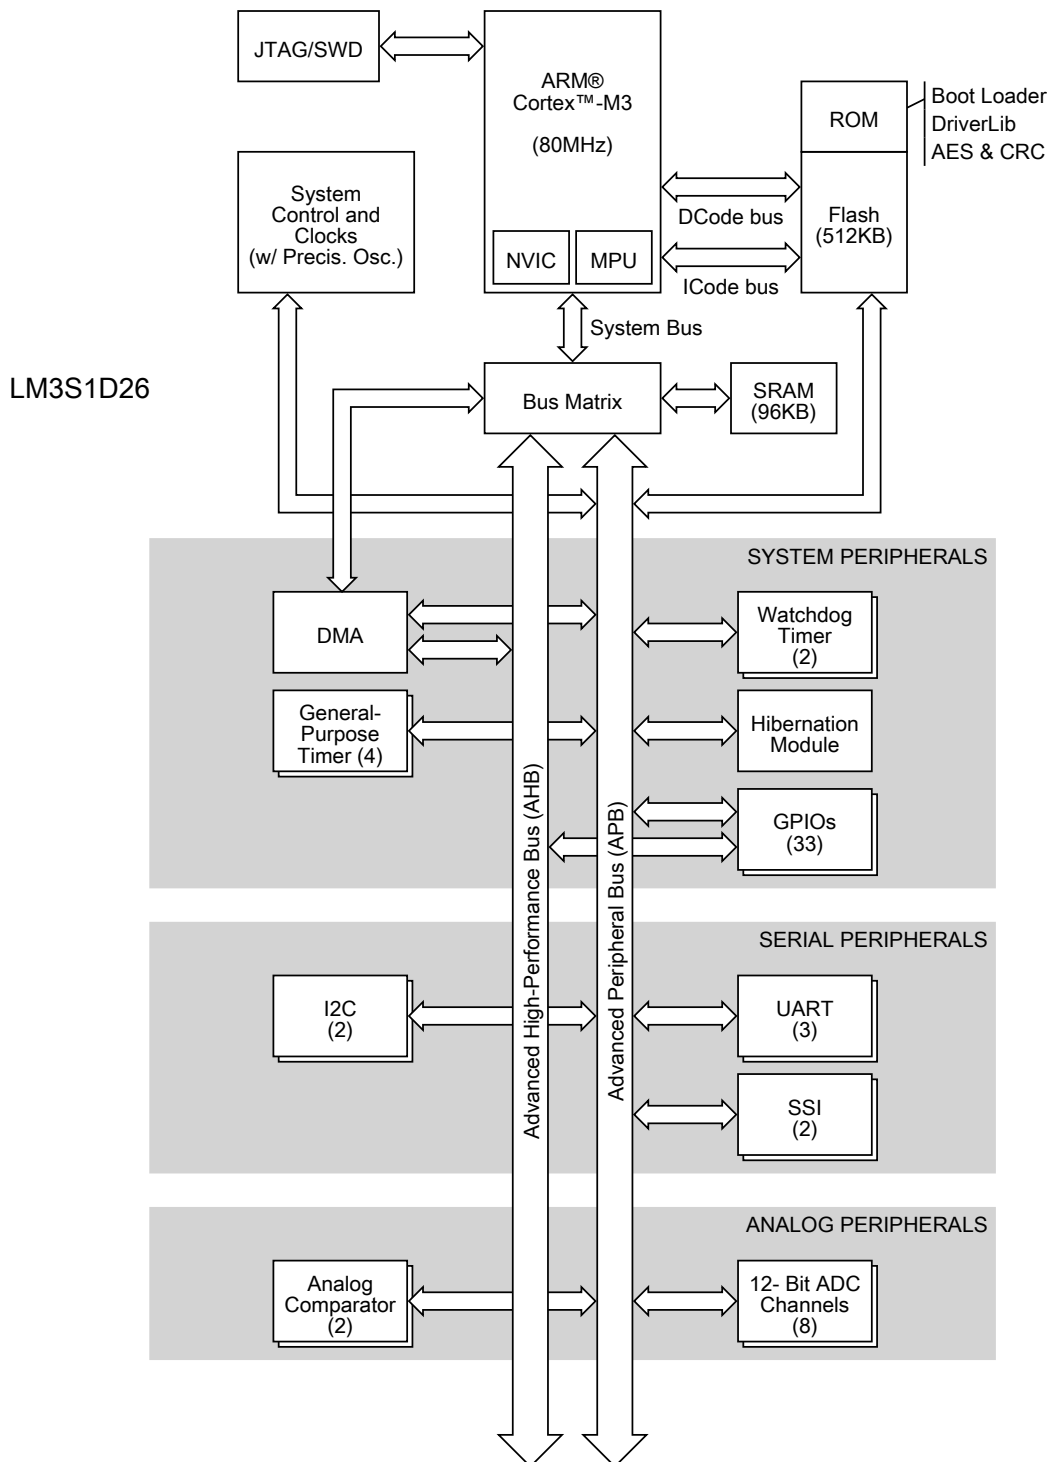 JTAG/SWD
ARM®
Cortex™-M3
(80MHz)
NVIC
MPU
ROM
Boot Loader
DriverLib
AES & CRC
Flash
(512KB)
DCode bus
ICode bus
System
Control and
Clocks
(w/ Precis. Osc.)
System Bus
LM3S1D26
Bus Matrix
SRAM
(96KB)
SYSTEM PERIPHERALS
DMA
Watchdog
Timer
(2)
General-
Purpose
Timer (4)
Hibernation
Module
GPIOs
(33)
Advanced High-Performance Bus (AHB)
Advanced Peripheral Bus (APB)
SERIAL PERIPHERALS
I2C
(2)
UART
(3)
SSI
(2)
ANALOG PERIPHERALS
Analog
Comparator
(2)
12- Bit ADC
Channels
(8)